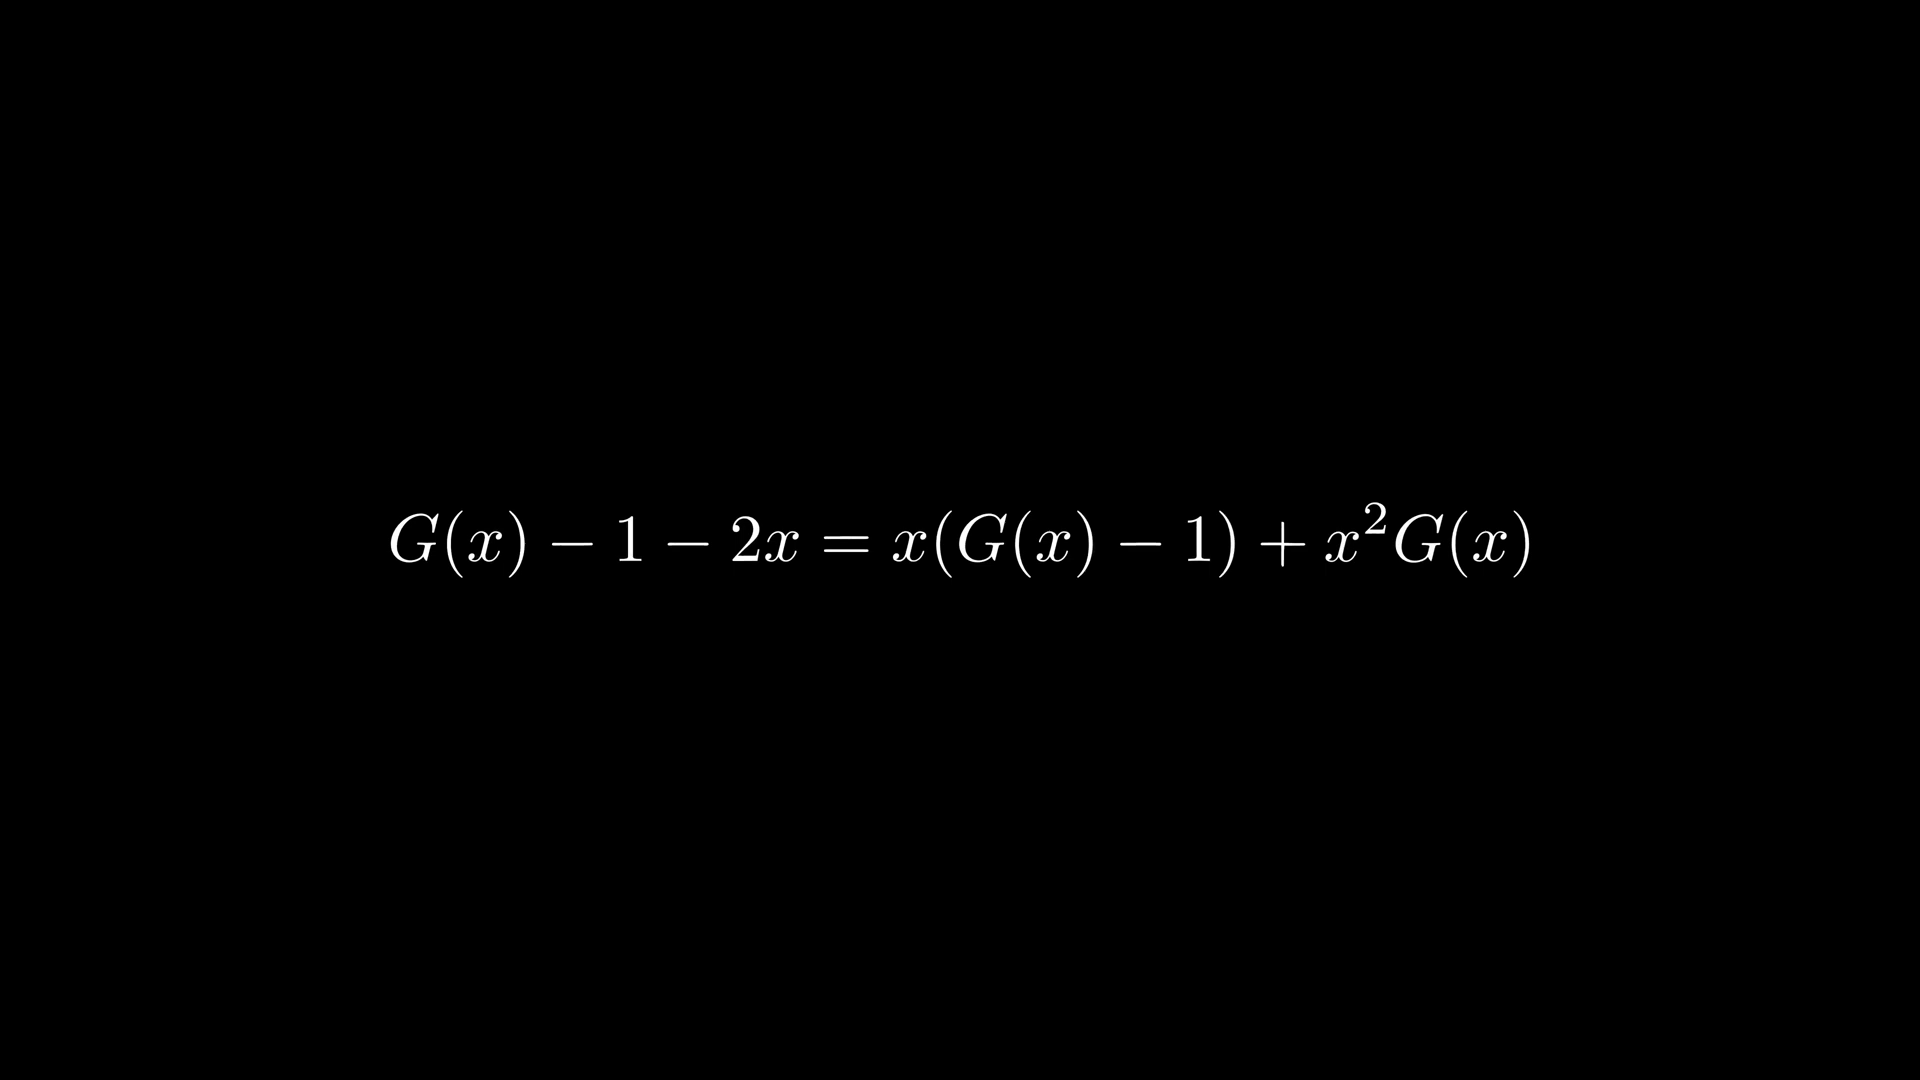 G(x) − 1 − 2x = x(G(x) − 1) + x²G(x)